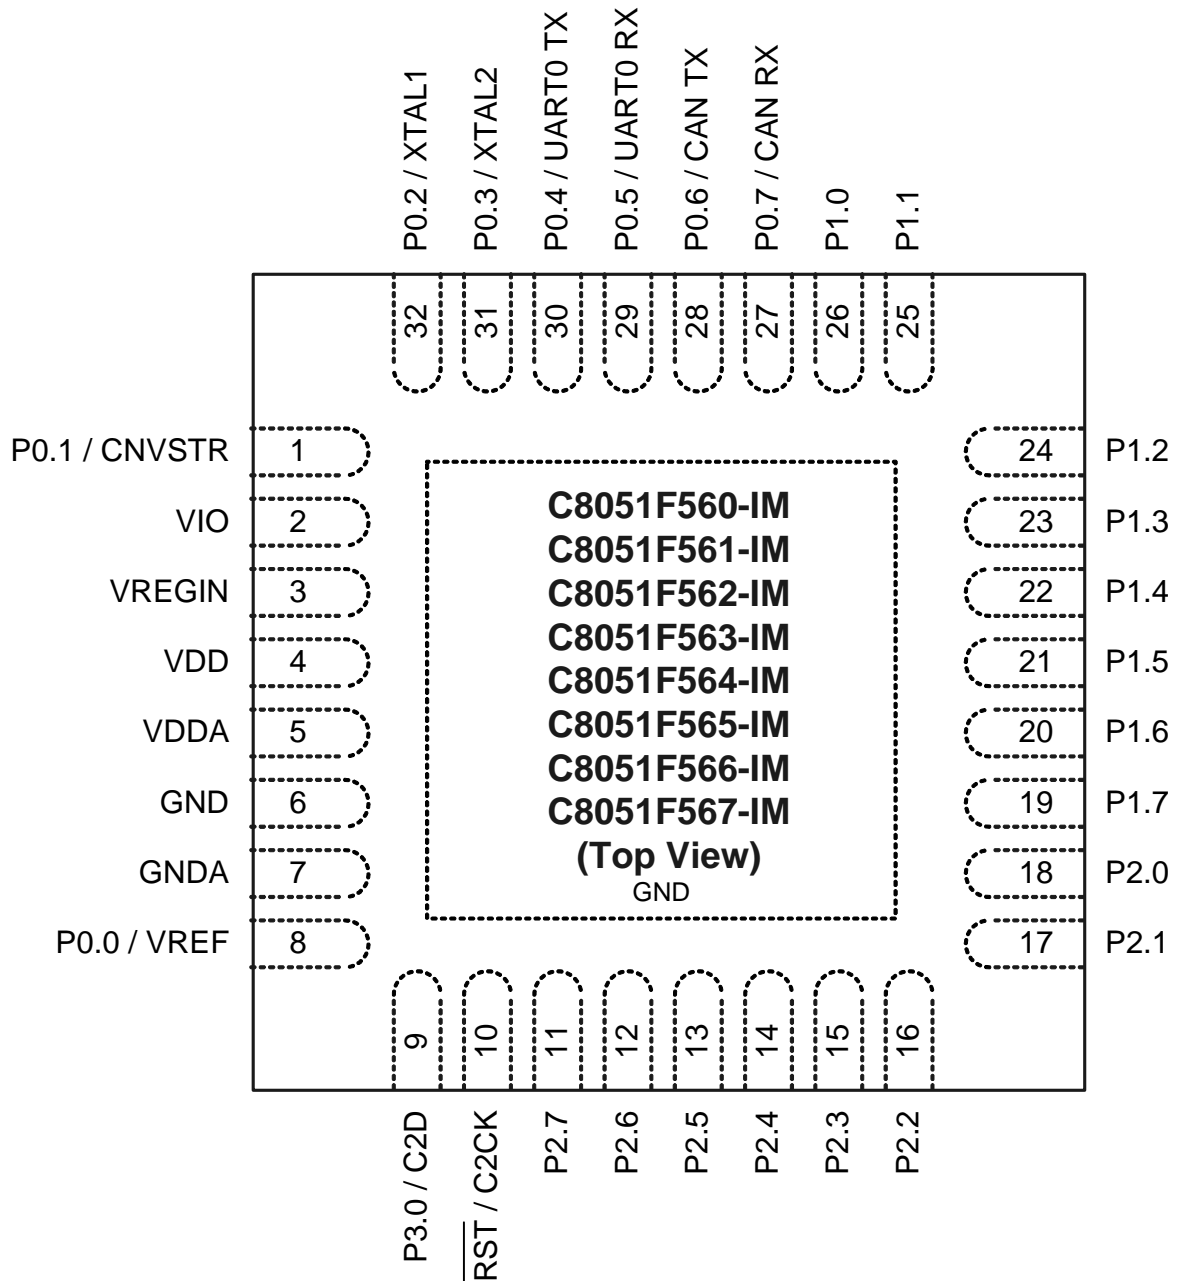 P0.2 / XTAL1
P0.3 / XTAL2
P0.4 / UART0 TX
P0.5 / UART0 RX
P0.6 / CAN TX
P0.7 / CAN RX
P1.0
P1.1
32
31
30
29
28
27
26
25
P0.1 / CNVSTR
VIO
VREGIN
VDD
VDDA
GND
GNDA
P0.0 / VREF
1
2
3
4
5
6
7
8
C8051F560-IM
C8051F561-IM
C8051F562-IM
C8051F563-IM
C8051F564-IM
C8051F565-IM
C8051F566-IM
C8051F567-IM
(Top View)
GND
24
23
22
21
20
19
18
17
P1.2
P1.3
P1.4
P1.5
P1.6
P1.7
P2.0
P2.1
9
10
11
12
13
14
15
16
P3.0 / C2D
RST / C2CK
P2.7
P2.6
P2.5
P2.4
P2.3
P2.2